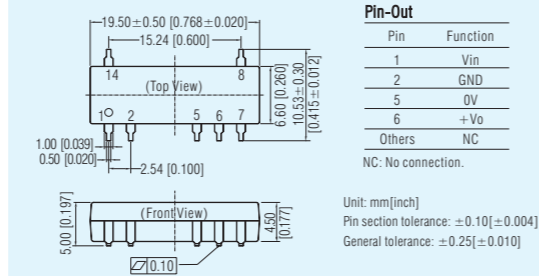 19.50±0.50 [0.768±0.020]
15.24 [0.600]
14
8
(Top View)
1
2
5
6
7
6.60 [0.260]
10.53±0.30
[0.415±0.012]
1.00 [0.039]
0.50 [0.020]
2.54 [0.100]
(Front View)
5.00 [0.197]
4.50
[0.177]
0.10
Pin-Out
Pin Function
1 Vin
2 GND
5 0V
6 +Vo
Others NC
NC: No connection.
Unit: mm[inch]
Pin section tolerance: ±0.10[±0.004]
General tolerance: ±0.25[±0.010]